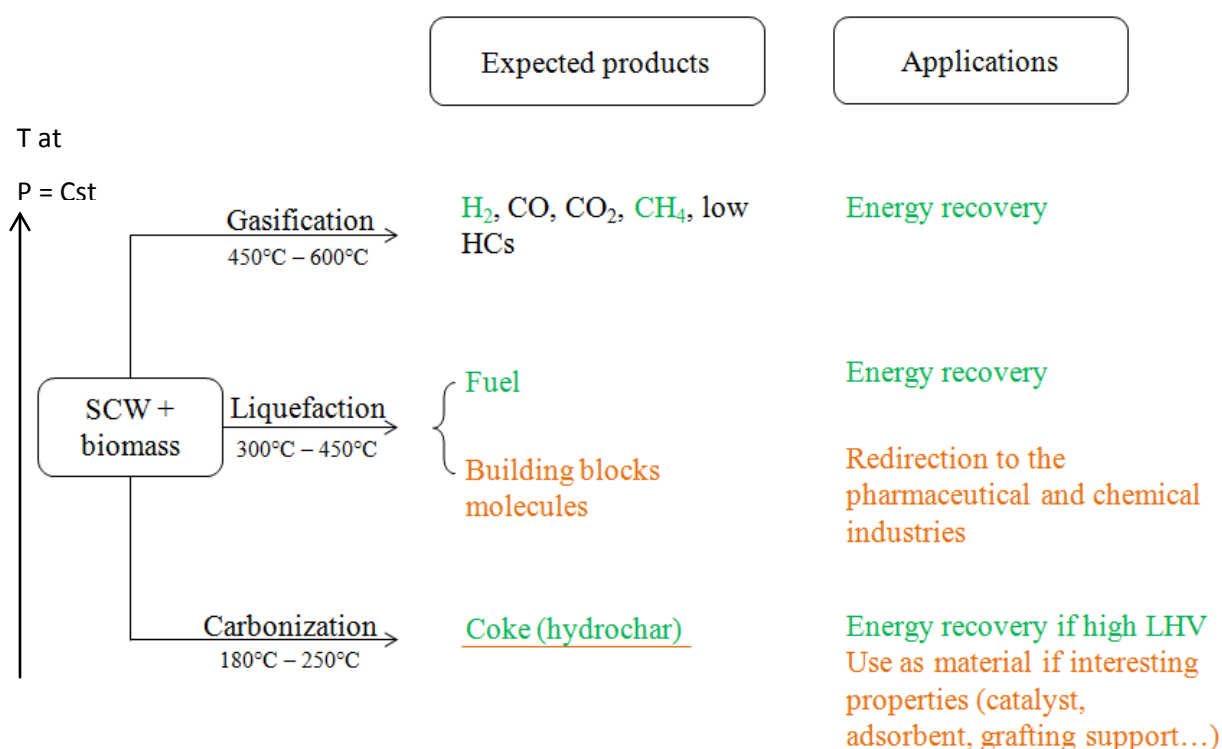 Expected products
Applications
T at
P = Cst
Gasification
450°C – 600°C
H₂, CO, CO₂, CH₄, low
HCs
Energy recovery
SCW +
biomass
Liquefaction
300°C – 450°C
Fuel
Energy recovery
Building blocks
molecules
Redirection to the
pharmaceutical and chemical
industries
Carbonization
180°C – 250°C
Coke (hydrochar)
Energy recovery if high LHV
Use as material if interesting
properties (catalyst,
adsorbent, grafting support…)